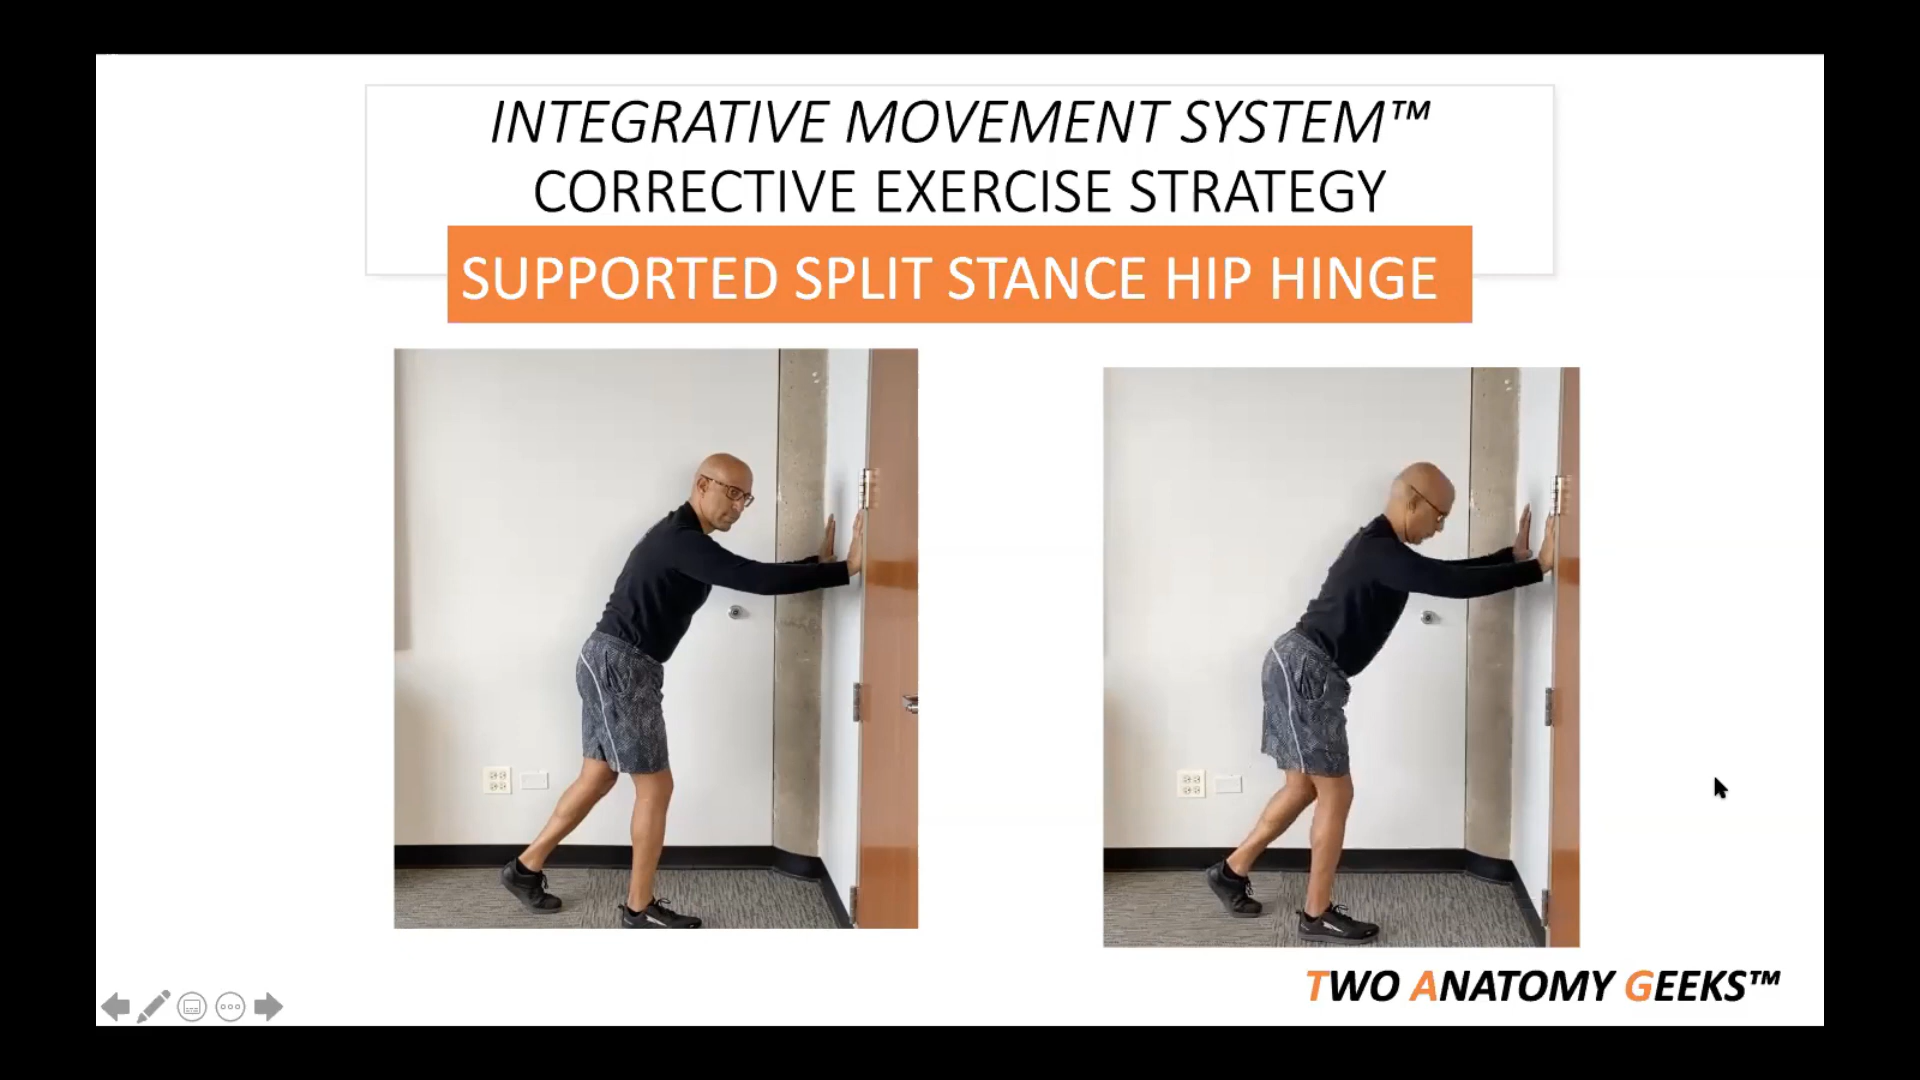 INTEGRATIVE MOVEMENT SYSTEM™
CORRECTIVE EXERCISE STRATEGY
SUPPORTED SPLIT STANCE HIP HINGE
TWO ANATOMY GEEKS™